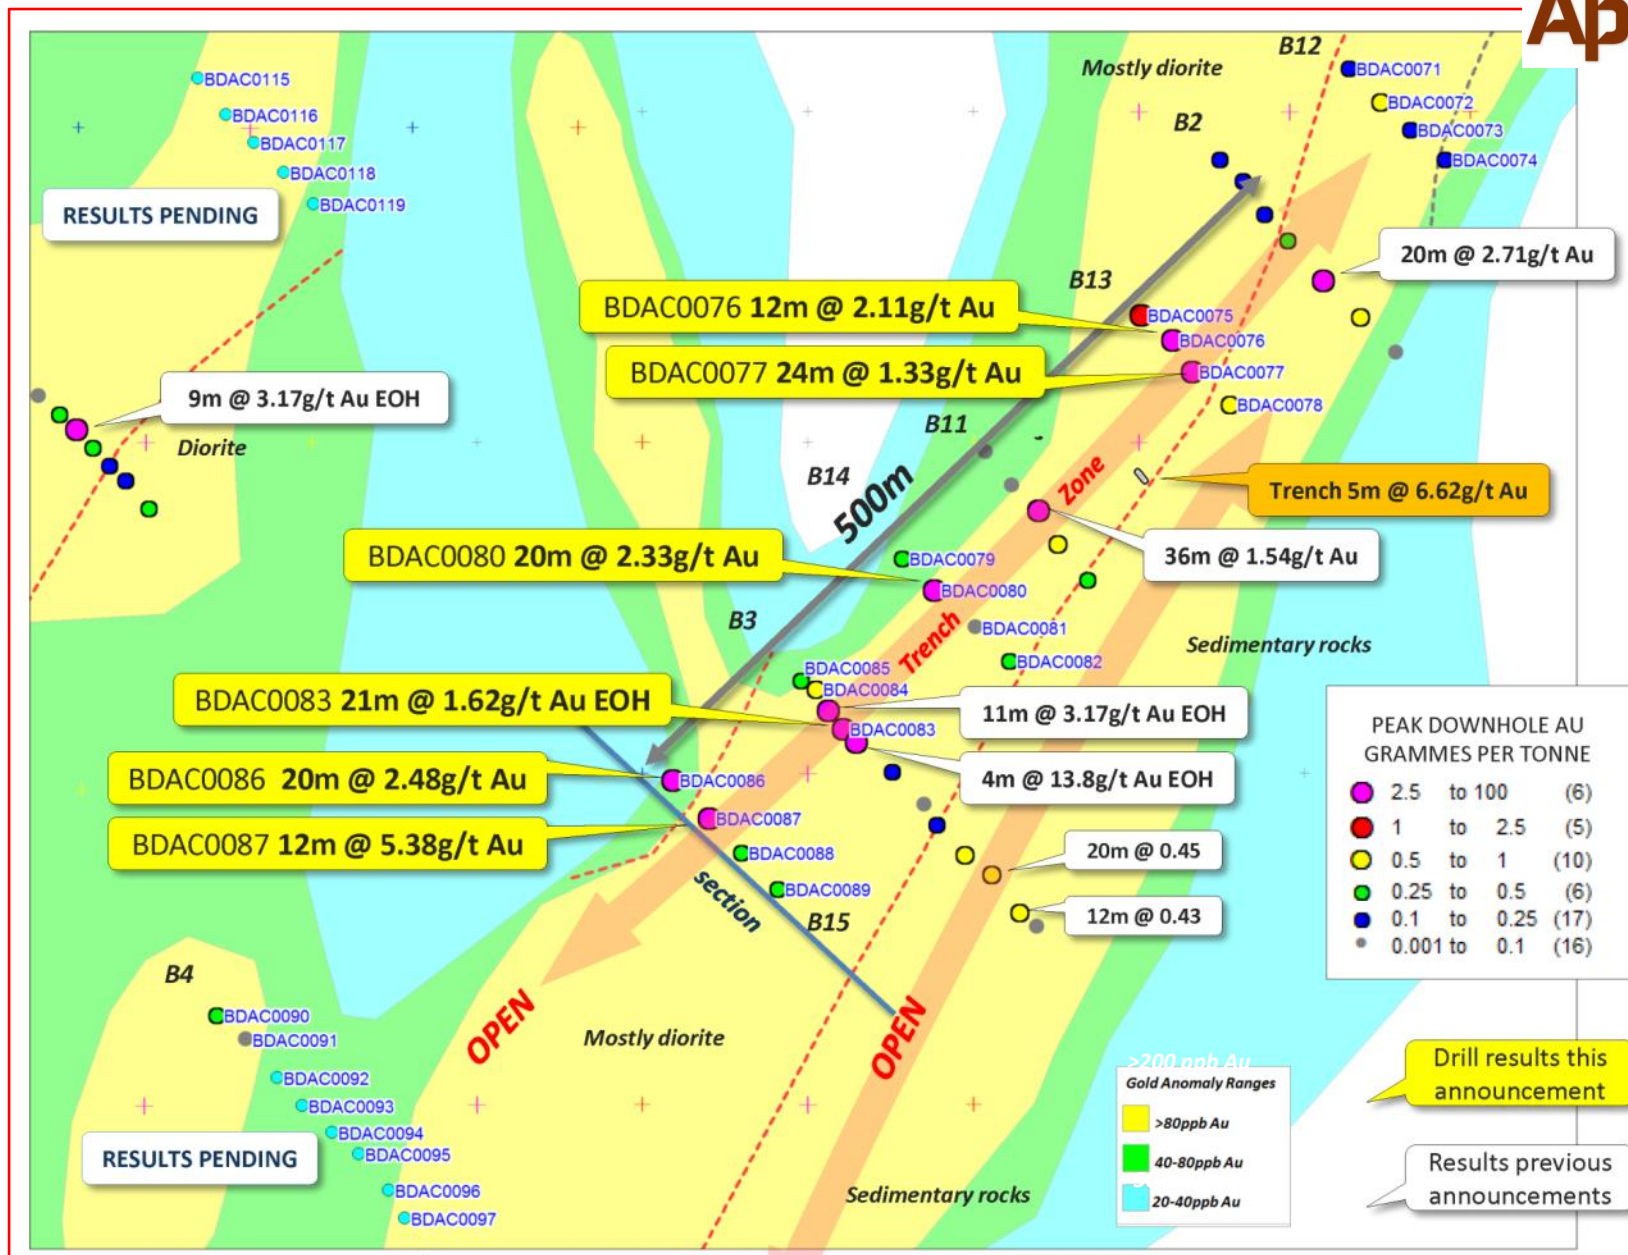 Ap
B12
Mostly diorite
BDAC0071
BDAC0115
BDAC0072
BDAC0116
B2
BDAC0073
BDAC0117
BDAC0074
BDAC0118
BDAC0119
RESULTS PENDING
20m @ 2.71g/t Au
B13
BDAC0076 12m @ 2.11g/t Au
BDAC0075
BDAC0076
BDAC0077 24m @ 1.33g/t Au
BDAC0077
9m @ 3.17g/t Au EOH
BDAC0078
B11
Diorite
B14
500m
Zone
Trench 5m @ 6.62g/t Au
BDAC0080 20m @ 2.33g/t Au
36m @ 1.54g/t Au
BDAC0079
BDAC0080
B3
BDAC0081
Trench
Sedimentary rocks
BDAC0082
BDAC0085
BDAC0084
BDAC0083 21m @ 1.62g/t Au EOH
11m @ 3.17g/t Au EOH
BDAC0083
4m @ 13.8g/t Au EOH
BDAC0086 20m @ 2.48g/t Au
BDAC0086
BDAC0087 12m @ 5.38g/t Au
BDAC0087
BDAC0088
20m @ 0.45
BDAC0089
section
B15
12m @ 0.43
PEAK DOWNHOLE AU
GRAMMES PER TONNE
2.5 to 100 (6)
1 to 2.5 (5)
0.5 to 1 (10)
0.25 to 0.5 (6)
0.1 to 0.25 (17)
0.001 to 0.1 (16)
B4
BDAC0090
BDAC0091
OPEN
Mostly diorite
OPEN
BDAC0092
BDAC0093
BDAC0094
BDAC0095
BDAC0096
BDAC0097
RESULTS PENDING
Sedimentary rocks
>200 ppb Au
Gold Anomaly Ranges
>80ppb Au
40-80ppb Au
20-40ppb Au
Drill results this
announcement
Results previous
announcements